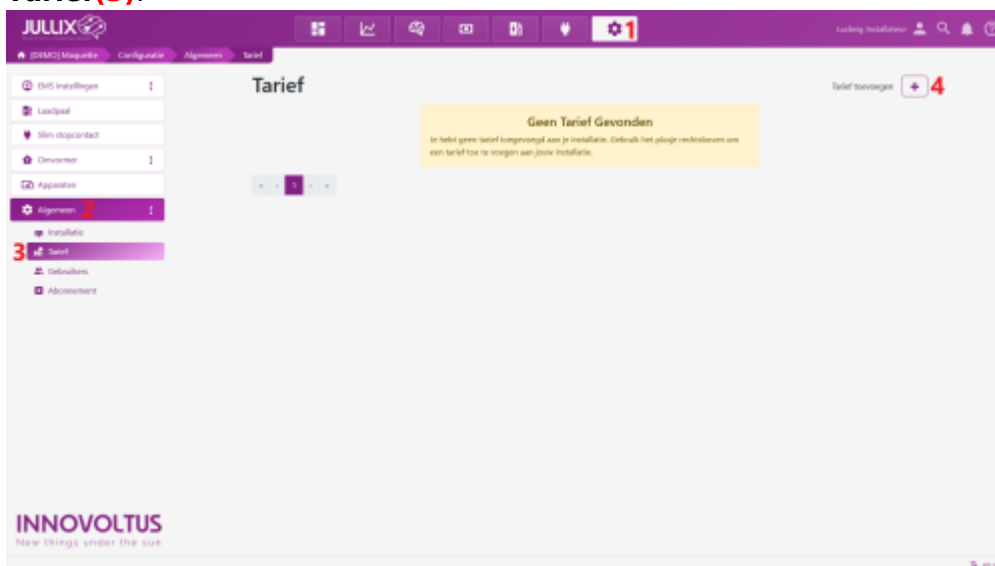 Tarief(3).
JULLIX
1
Ludwig Installateur
[DEMO] Maquette Configuratie Algemeen Tarief
EMS Instellingen
Laadpaal
Slim stopcontact
Omvormer
Apparaten
Algemeen 2
Installatie
3 Tarief
Gebruikers
Abonnement
Tarief
Tarief toevoegen + 4
Geen Tarief Gevonden
Je hebt geen tarief toegevoegd aan je installatie. Gebruik het plusje rechtsboven om
een tarief toe te voegen aan jouw installatie.
« ‹ 1 › »
INNOVOLTUS
New things under the sun